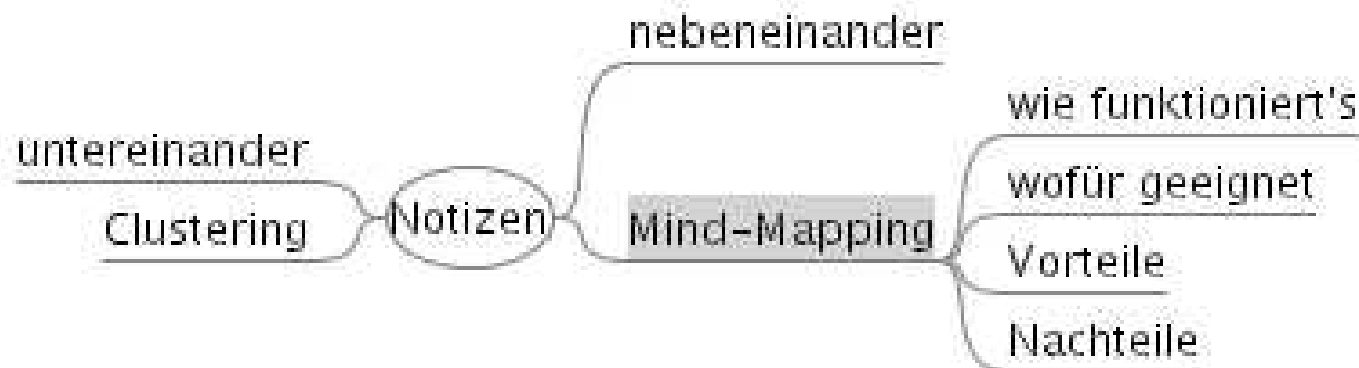 nebeneinander
wie funktioniert's
untereinander
wofür geeignet
Clustering
Notizen
Mind-Mapping
Vorteile
Nachteile